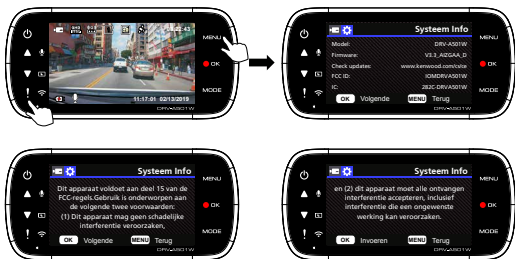 MENU
OK
MODE
11:17:01 02/13/2019
DRV-A501W
Systeem Info
Model: DRV-A501W
Firmware: V3.3_AIZGAA_D
Check updates: www.kenwood.com/cs/ce
FCC ID: IOMDRVA501W
IC: 282C-DRVA501W
OK Volgende MENU Terug
MENU
OK
MODE
DRV-A501W
Systeem Info
Dit apparaat voldoet aan deel 15 van de
FCC-regels.Gebruik is onderworpen aan
de volgende twee voorwaarden:
(1) Dit apparaat mag geen schadelijke
interferentie veroorzaken,
OK Volgende MENU Terug
MENU
OK
MODE
DRV-A501W
Systeem Info
en (2) dit apparaat moet alle ontvangen
interferentie accepteren, inclusief
interferentie die een ongewenste
werking kan veroorzaken.
OK Invoeren MENU Terug
MENU
OK
MODE
DRV-A501W